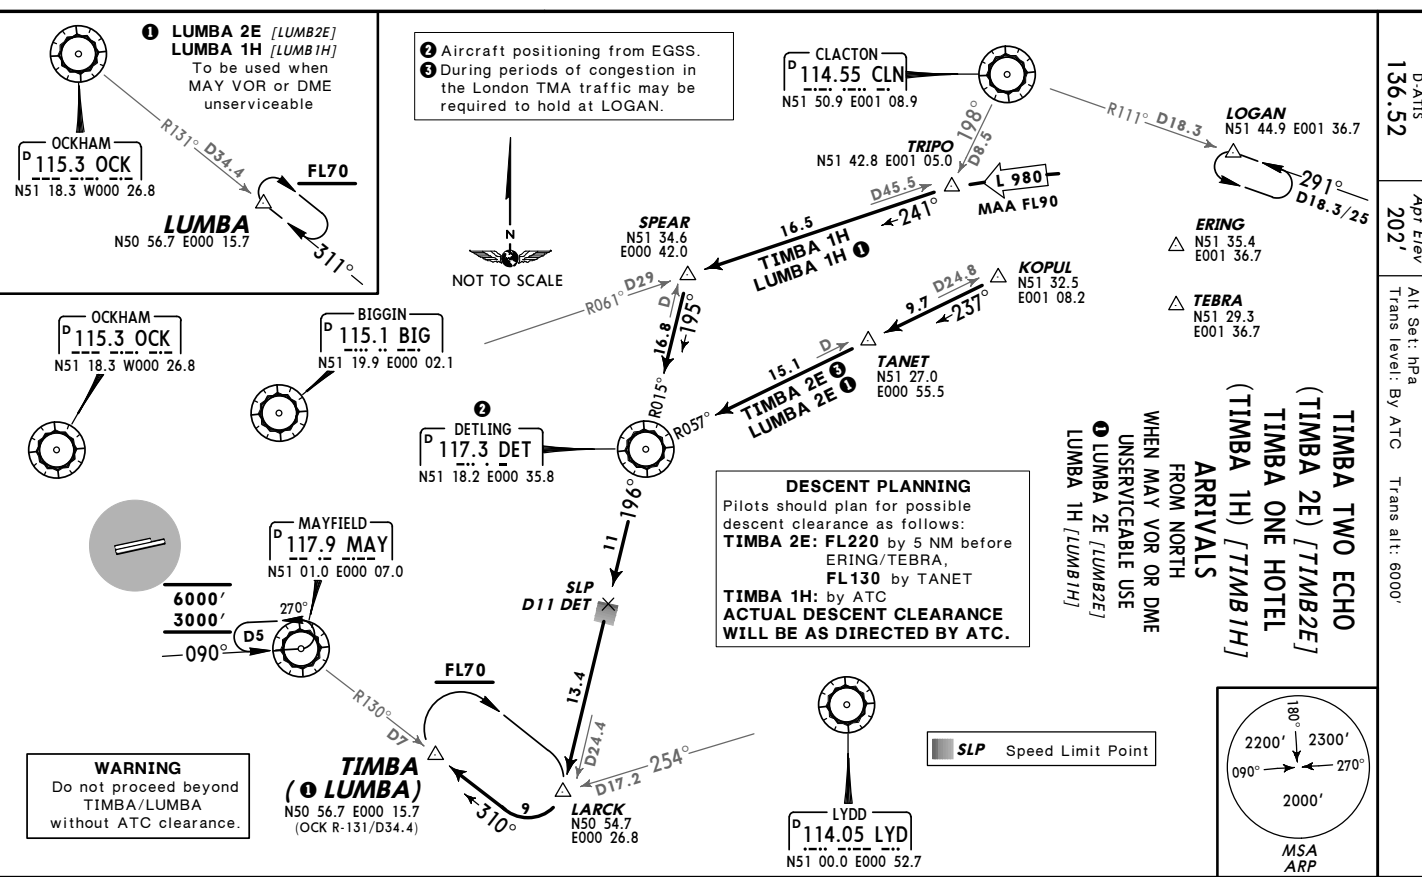 ❶ LUMBA 2E [LUMB2E]
LUMBA 1H [LUMB1H]
To be used when
MAY VOR or DME
unserviceable
OCKHAM
D 115.3 OCK
N51 18.3 W000 26.8
R131° D34.4
FL70
LUMBA
N50 56.7 E000 15.7
311°
❷ Aircraft positioning from EGSS.
❸ During periods of congestion in
the London TMA traffic may be
required to hold at LOGAN.
N
NOT TO SCALE
CLACTON
D 114.55 CLN
N51 50.9 E001 08.9
198°
D8.5
R111° D18.3
LOGAN
N51 44.9 E001 36.7
291°
D18.3/25
TRIPO
N51 42.8 E001 05.0
L 980
MAA FL90
D45.5
241°
16.5
TIMBA 1H
LUMBA 1H ❶
SPEAR
N51 34.6
E000 42.0
R061° D29
D
195°
16.8
R015°
ERING
N51 35.4
E001 36.7
TEBRA
N51 29.3
E001 36.7
KOPUL
N51 32.5
E001 08.2
D24.8
9.7
237°
TANET
N51 27.0
E000 55.5
D
15.1
TIMBA 2E ❸
LUMBA 2E ❶
R057°
OCKHAM
D 115.3 OCK
N51 18.3 W000 26.8
BIGGIN
D 115.1 BIG
N51 19.9 E000 02.1
❷
DETLING
D 117.3 DET
N51 18.2 E000 35.8
196°
11
SLP
D11 DET
13.4
D24.4
MAYFIELD
D 117.9 MAY
N51 01.0 E000 07.0
6000'
3000'
270°
D5
090°
R130°
D7
FL70
TIMBA
( ❶ LUMBA)
N50 56.7 E000 15.7
(OCK R-131/D34.4)
310°
9
LARCK
N50 54.7
E000 26.8
D17.2 254°
LYDD
D 114.05 LYD
N51 00.0 E000 52.7
WARNING
Do not proceed beyond
TIMBA/LUMBA
without ATC clearance.
DESCENT PLANNING
Pilots should plan for possible
descent clearance as follows:
TIMBA 2E: FL220 by 5 NM before
ERING/TEBRA,
FL130 by TANET
TIMBA 1H: by ATC
ACTUAL DESCENT CLEARANCE
WILL BE AS DIRECTED BY ATC.
SLP Speed Limit Point
TIMBA TWO ECHO
(TIMBA 2E) [TIMB2E]
TIMBA ONE HOTEL
(TIMBA 1H) [TIMB1H]
ARRIVALS
FROM NORTH
WHEN MAY VOR OR DME
UNSERVICEABLE USE
❶ LUMBA 2E [LUMB2E]
LUMBA 1H [LUMB1H]
D-ATIS
136.52
Apt Elev
202'
Alt Set: hPa
Trans level: By ATC Trans alt: 6000'
180°
2200' 2300'
090° 270°
2000'
MSA
ARP